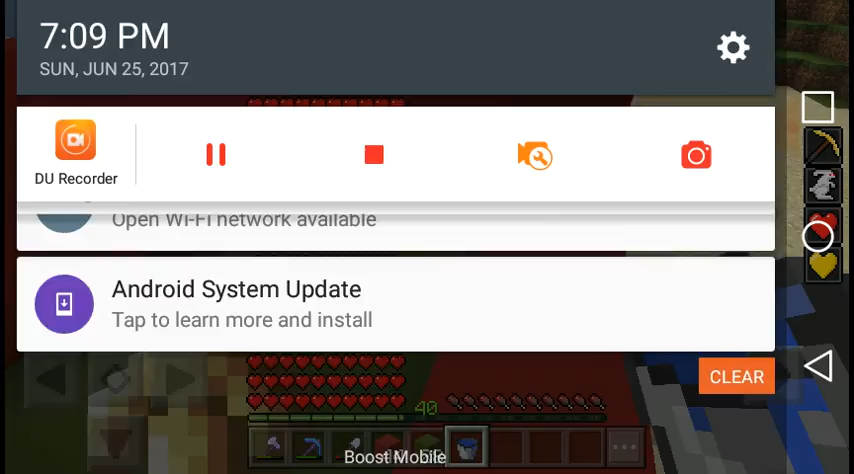 7:09 PM
SUN, JUN 25, 2017
DU Recorder
Open Wi-Fi network available
Android System Update
Tap to learn more and install
CLEAR
40
Boost Mobile